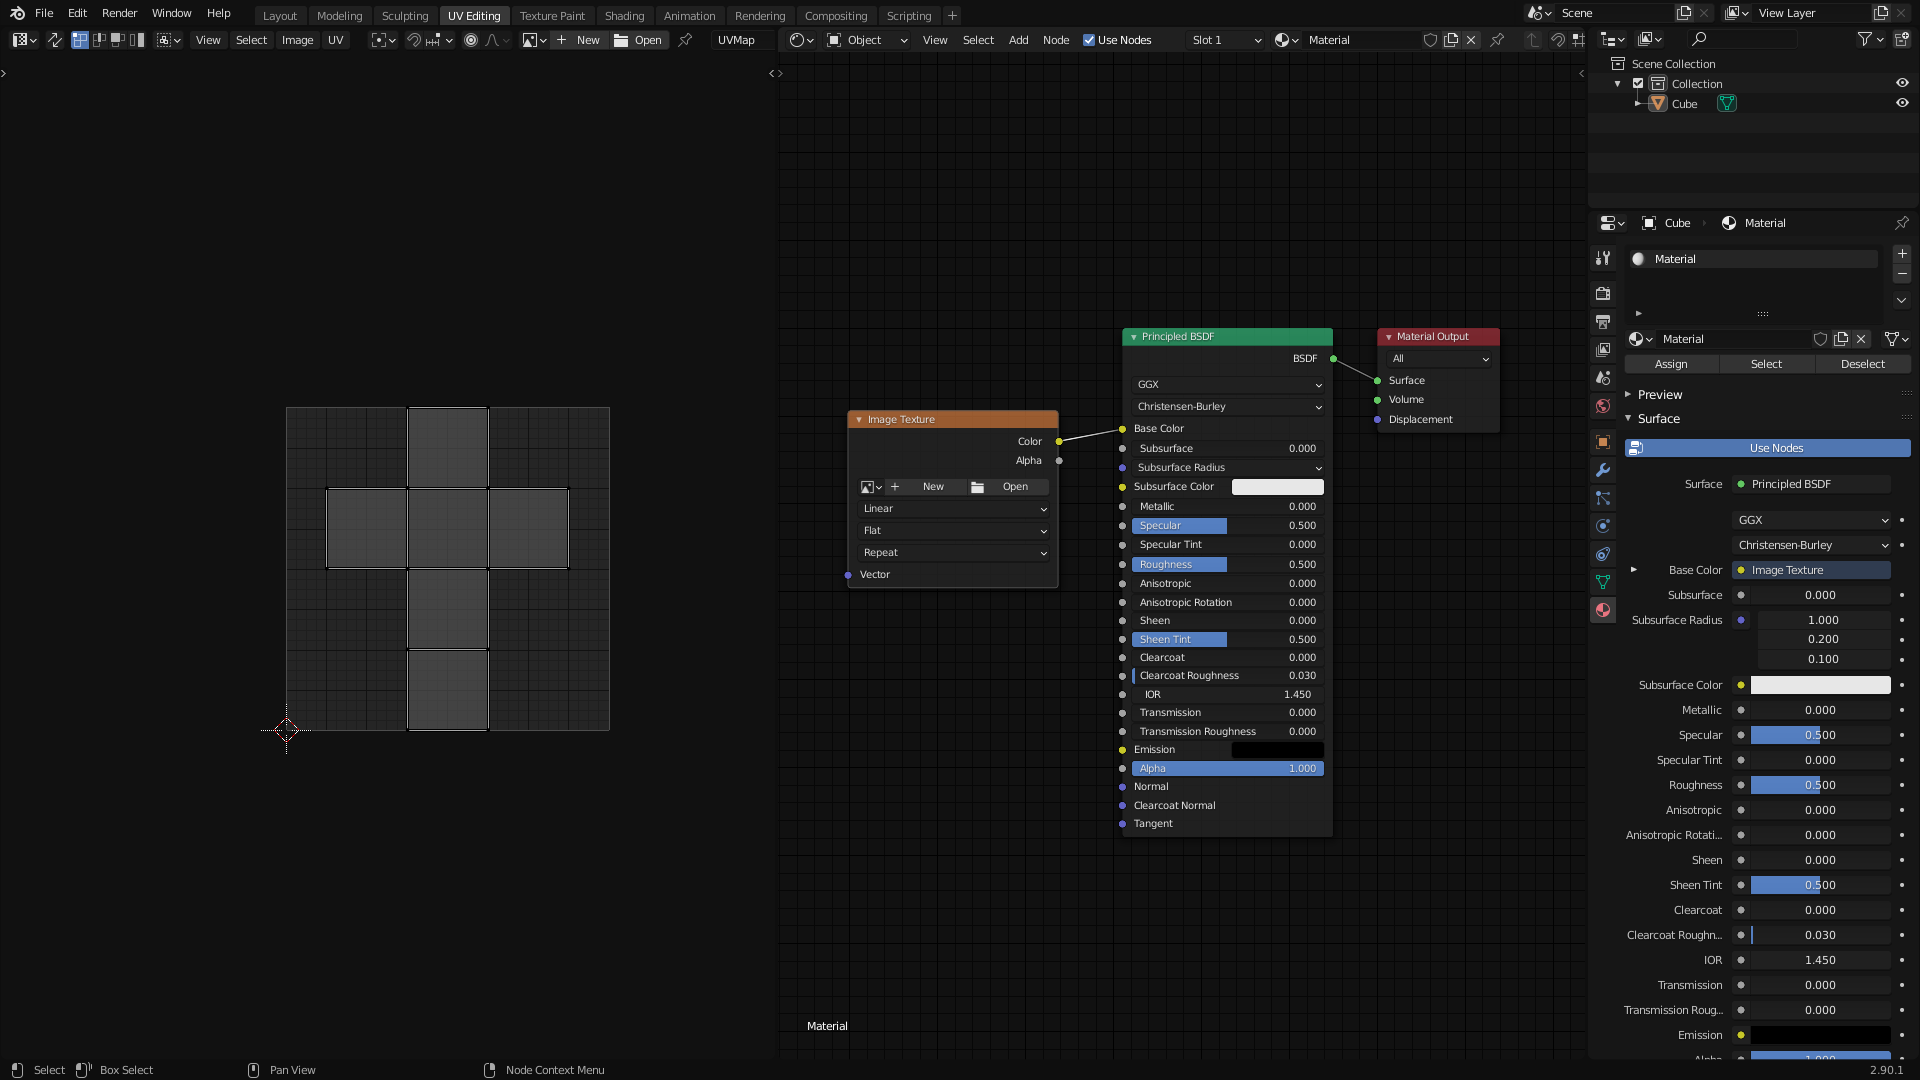 File Edit Render Window Help Layout Modeling Sculpting UV Editing Texture Paint Shading Animation Rendering Compositing Scripting Scene View Layer
View Select Image UV New Open UVMap Object View Select Add Node Use Nodes Slot 1 Material
Scene Collection
Collection
Cube
Cube Material
Material
Material
Assign Select Deselect
Preview
Surface
Use Nodes
Surface Principled BSDF
GGX
Christensen-Burley
Base Color Image Texture
Subsurface 0.000
Subsurface Radius 1.000
0.200
0.100
Subsurface Color
Metallic 0.000
Specular 0.500
Specular Tint 0.000
Roughness 0.500
Anisotropic 0.000
Anisotropic Rotati... 0.000
Sheen 0.000
Sheen Tint 0.500
Clearcoat 0.000
Clearcoat Roughn... 0.030
IOR 1.450
Transmission 0.000
Transmission Roug... 0.000
Emission
Alpha 1.000
Image Texture
Color
Alpha
New Open
Linear
Flat
Repeat
Vector
Principled BSDF
BSDF
GGX
Christensen-Burley
Base Color
Subsurface 0.000
Subsurface Radius
Subsurface Color
Metallic 0.000
Specular 0.500
Specular Tint 0.000
Roughness 0.500
Anisotropic 0.000
Anisotropic Rotation 0.000
Sheen 0.000
Sheen Tint 0.500
Clearcoat 0.000
Clearcoat Roughness 0.030
IOR 1.450
Transmission 0.000
Transmission Roughness 0.000
Emission
Alpha 1.000
Normal
Clearcoat Normal
Tangent
Material Output
All
Surface
Volume
Displacement
Material
Select Box Select Pan View Node Context Menu 2.90.1